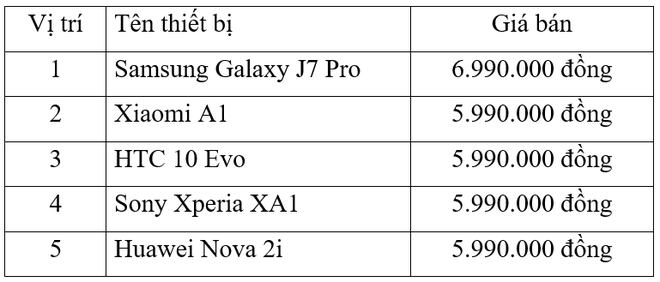 Vị trí Tên thiết bị Giá bán
1 Samsung Galaxy J7 Pro 6.990.000 đồng
2 Xiaomi A1 5.990.000 đồng
3 HTC 10 Evo 5.990.000 đồng
4 Sony Xperia XA1 5.990.000 đồng
5 Huawei Nova 2i 5.990.000 đồng